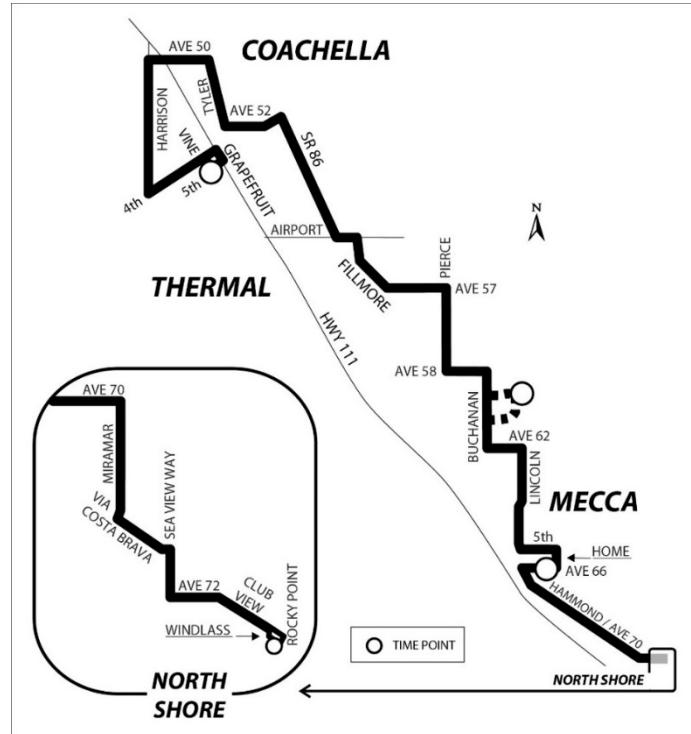 AVE 50
COACHELLA
HARRISON
TYLER
AVE 52
VINE
GRAPEFRUIT
SR 86
4th
5th
AIRPORT
N
THERMAL
FILLMORE
PIERCE
AVE 57
HWY 111
AVE 58
BUCHANAN
AVE 62
LINCOLN
MECCA
5th
HOME
AVE 66
HAMMOND / AVE 70
NORTH SHORE
AVE 70
MIRAMAR
VIA
COSTA BRAVA
SEA VIEW WAY
AVE 72
CLUB
VIEW
ROCKY POINT
WINDLASS
TIME POINT
NORTH
SHORE